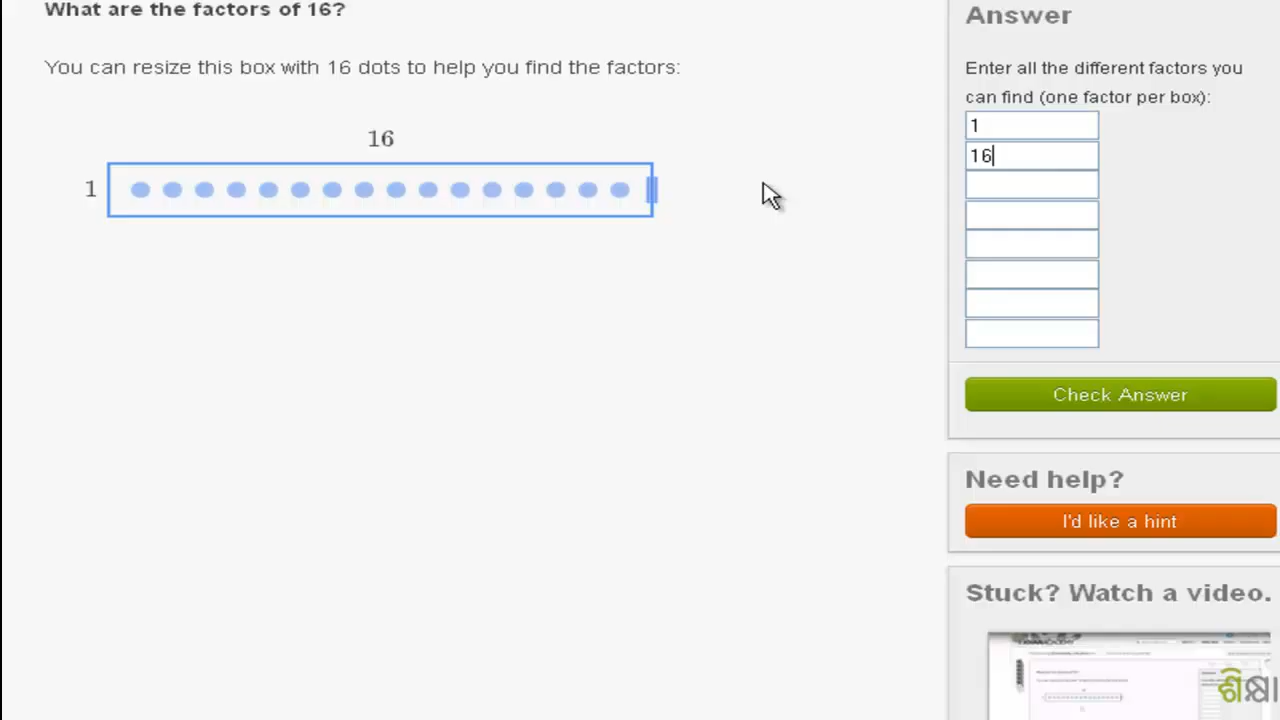 What are the factors of 16?
You can resize this box with 16 dots to help you find the factors:
16
1
Answer
Enter all the different factors you
can find (one factor per box):
1
16
Check Answer
Need help?
I'd like a hint
Stuck? Watch a video.